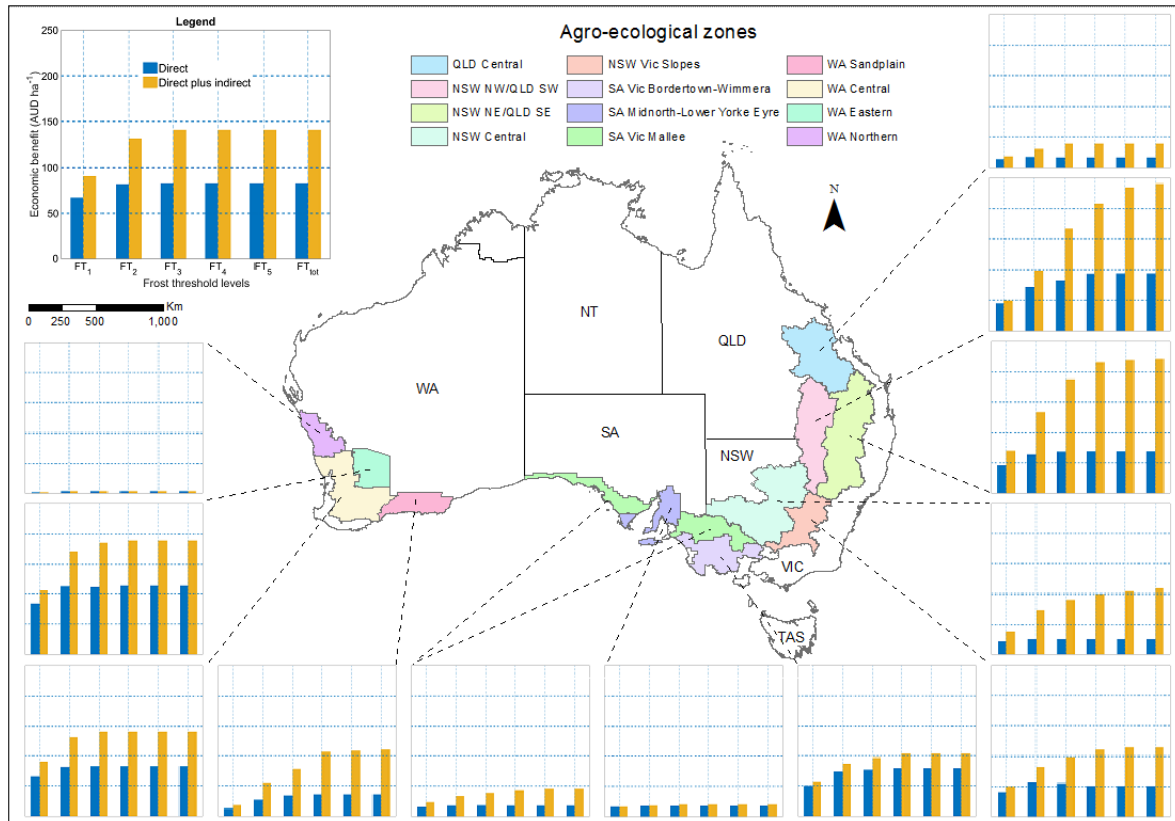 Legend
Economic benefit (AUD ha-1)
250
200
150
100
50
0
Direct
Direct plus indirect
FT1 FT2 FT3 FT4 IFT5 FTtot
Frost threshold levels
Km
0 250 500 1,000
Agro-ecological zones
QLD Central
NSW NW/QLD SW
NSW NE/QLD SE
NSW Central
NSW Vic Slopes
SA Vic Bordertown-Wimmera
SA Midnorth-Lower Yorke Eyre
SA Vic Mallee
WA Sandplain
WA Central
WA Eastern
WA Northern
N
NT
QLD
WA
SA
NSW
VIC
TAS